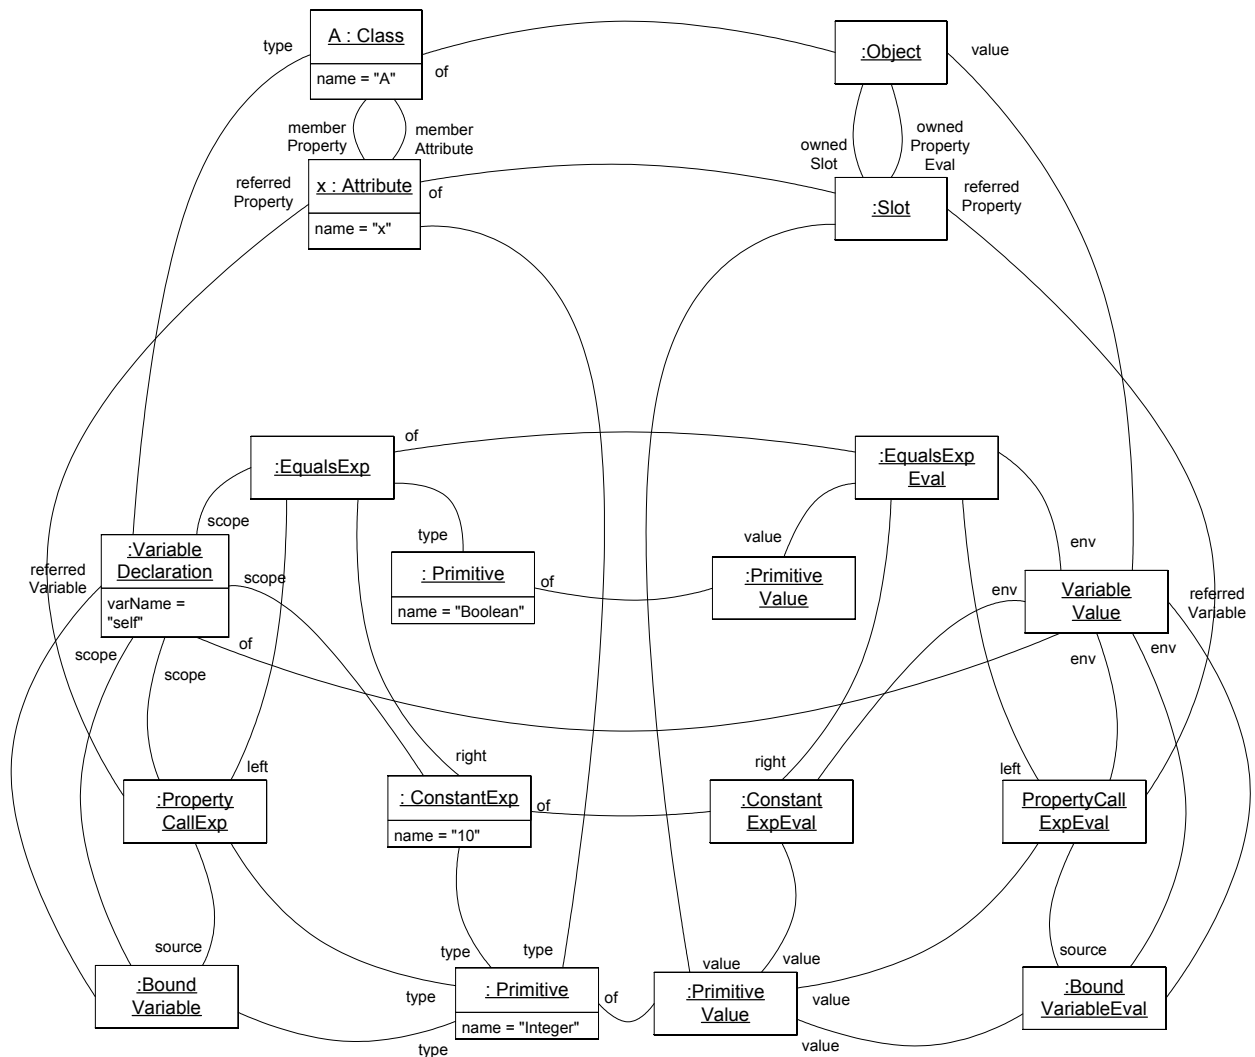 type
A : Class
name = "A"
of
:Object
value
member
Property
member
Attribute
owned
Slot
owned
Property
Eval
referred
Property
x : Attribute
name = "x"
of
:Slot
referred
Property
of
:EqualsExp
:EqualsExp
Eval
scope
type
value
env
:Variable
Declaration
varName =
"self"
referred
Variable
scope
: Primitive
name = "Boolean"
of
:Primitive
Value
env
Variable
Value
referred
Variable
scope
scope
of
env
env
left
right
right
left
:Property
CallExp
: ConstantExp
name = "10"
of
:Constant
ExpEval
PropertyCall
ExpEval
source
type
type
value
value
source
:Bound
Variable
type
: Primitive
name = "Integer"
of
:Primitive
Value
value
:Bound
VariableEval
type
value